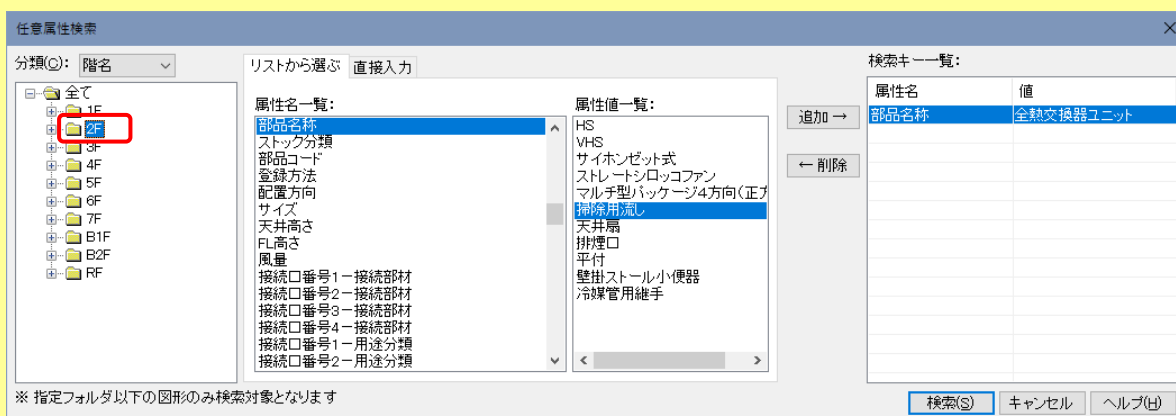 任意属性検索
分類(C): 階名
全て
1F
2F
3F
4F
5F
6F
7F
B1F
B2F
RF
リストから選ぶ 直接入力
属性名一覧:
部品名称
ストック分類
部品コード
登録方法
配置方向
サイズ
天井高さ
FL高さ
風量
接続口番号1-接続部材
接続口番号2-接続部材
接続口番号3-接続部材
接続口番号4-接続部材
接続口番号1-用途分類
接続口番号2-用途分類
属性値一覧:
HS
VHS
サイホンゼット式
ストレートシロッコファン
マルチ型パッケージ4方向(正方
掃除用流し
天井扇
排煙口
平付
壁掛ストール小便器
冷媒管用継手
追加→
←削除
検索キー一覧:
属性名 値
部品名称 全熱交換器ユニット
※ 指定フォルダ以下の図形のみ検索対象となります
検索(S) キャンセル ヘルプ(H)